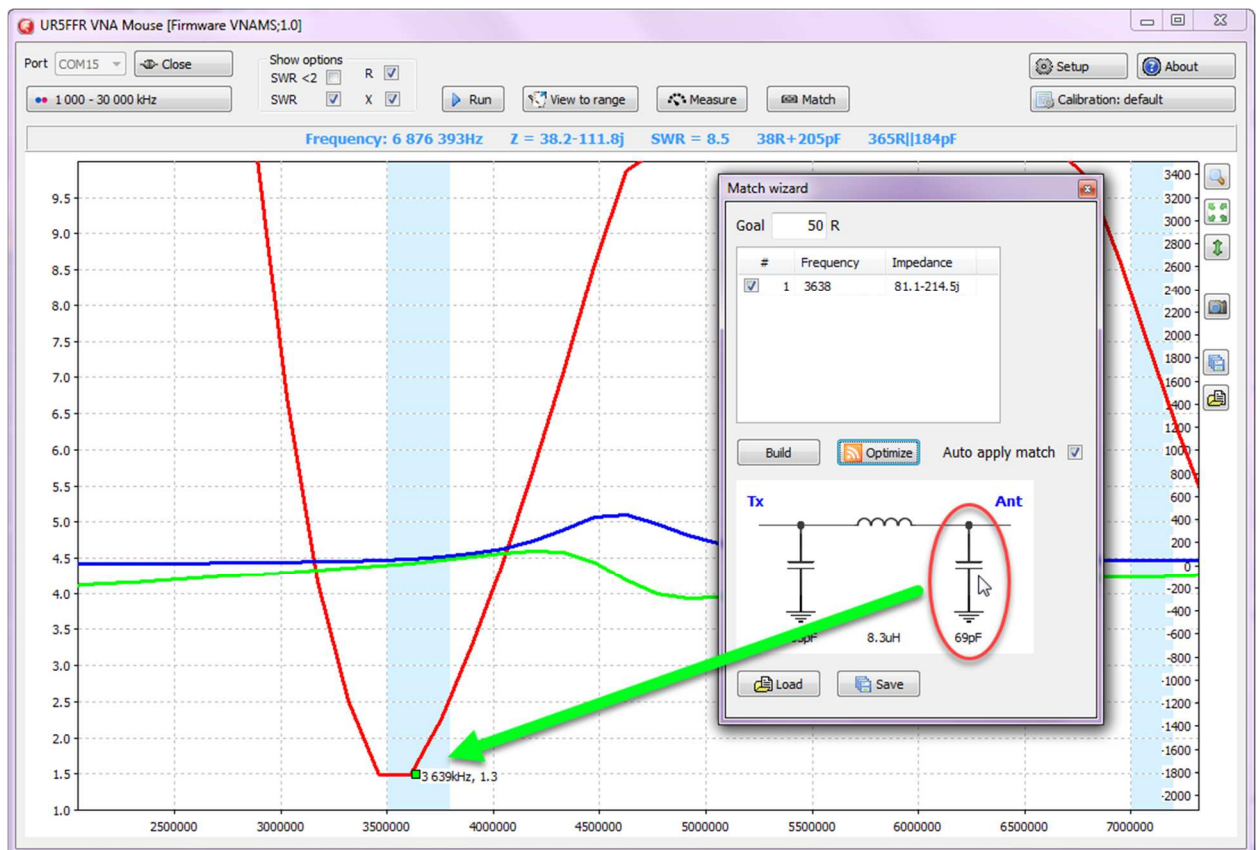 UR5FFR VNA Mouse [Firmware VNAMS;1.0]
Port COM15 Close
Show options
SWR <2 R
SWR X
1 000 - 30 000 kHz
Run View to range Measure Match
Setup About
Calibration: default
Frequency: 6 876 393Hz Z = 38.2-111.8j SWR = 8.5 38R+205pF 365R||184pF
9.5
9.0
8.5
8.0
7.5
7.0
6.5
6.0
5.5
5.0
4.5
4.0
3.5
3.0
2.5
2.0
1.5
1.0
Match wizard
Goal 50 R
# Frequency Impedance
1 3638 81.1-214.5j
Build Optimize Auto apply match
Tx Ant
8.3uH 69pF
Load Save
3 639kHz, 1.3
3400
3200
3000
2800
2600
2400
2200
2000
1800
1600
1400
1200
1000
800
600
400
200
0
-200
-400
-600
-800
-1000
-1200
-1400
-1600
-1800
-2000
2500000 3000000 3500000 4000000 4500000 5000000 5500000 6000000 6500000 7000000